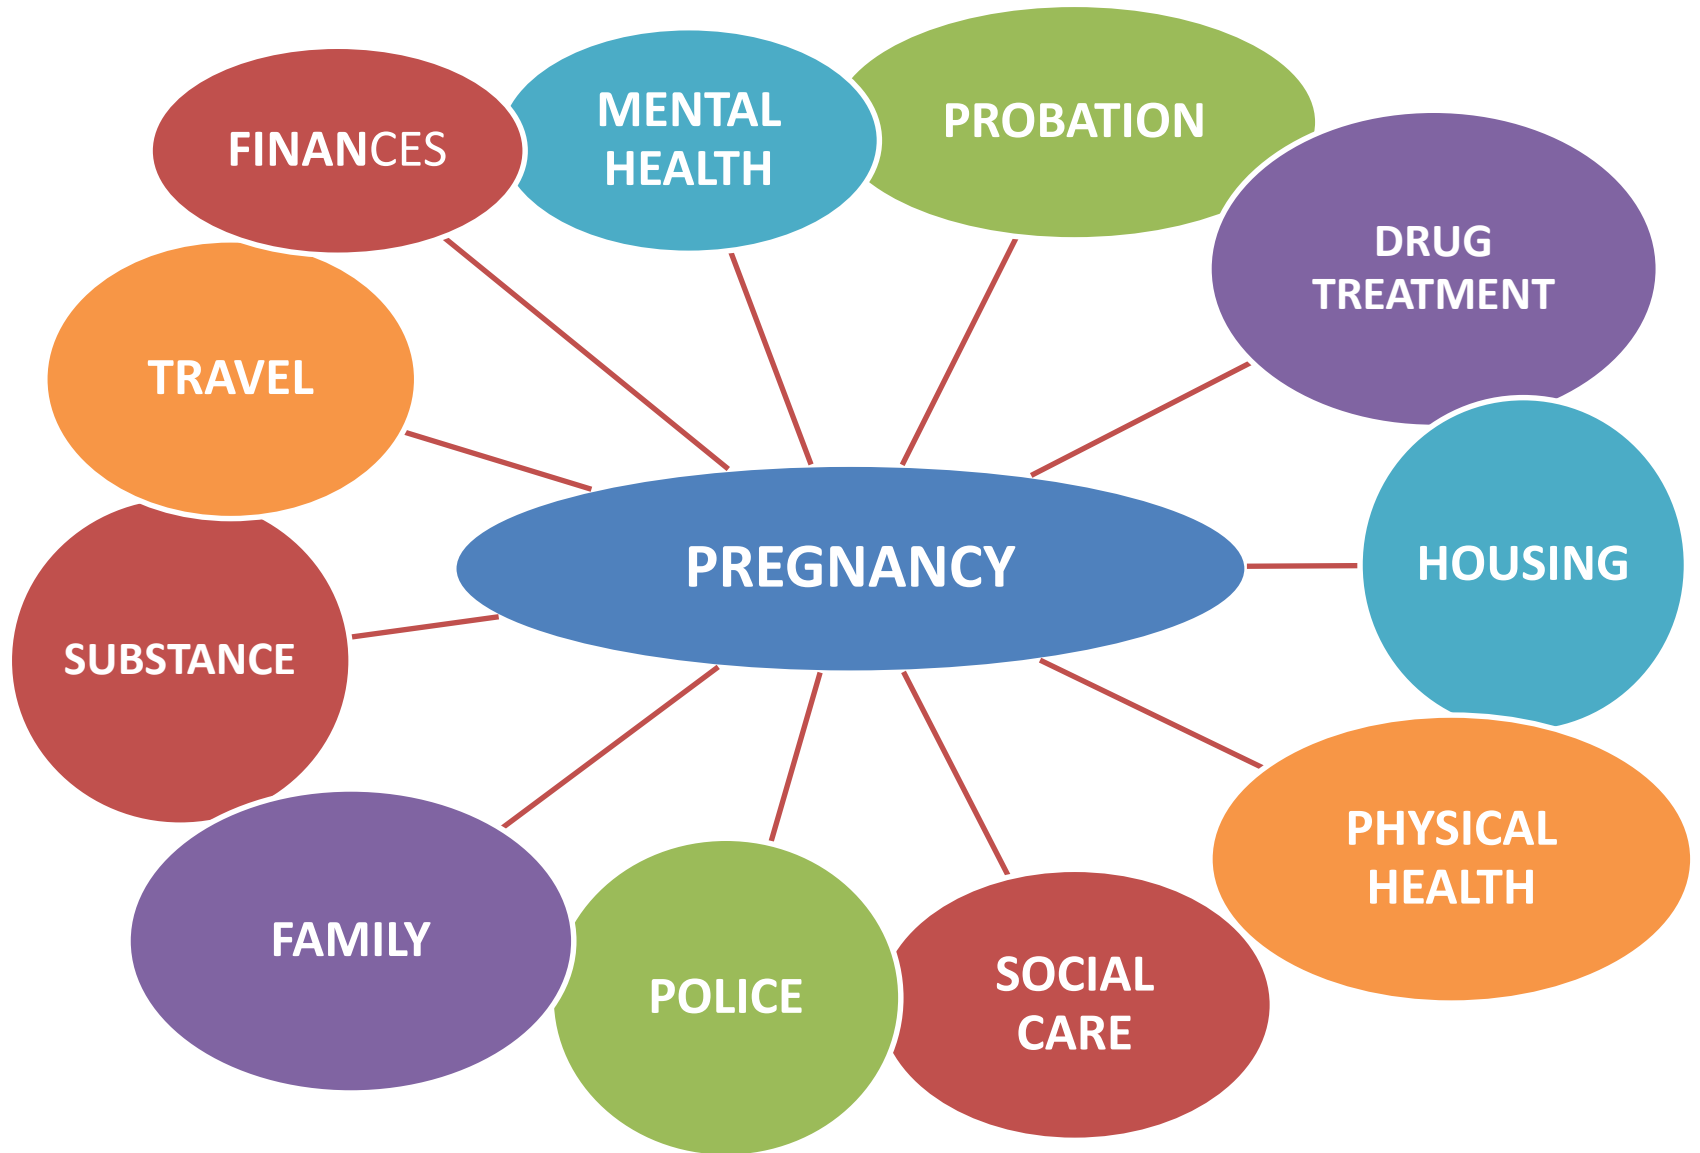 FINANCES
MENTAL
HEALTH
PROBATION
DRUG
TREATMENT
TRAVEL
PREGNANCY
HOUSING
SUBSTANCE
PHYSICAL
HEALTH
FAMILY
POLICE
SOCIAL
CARE